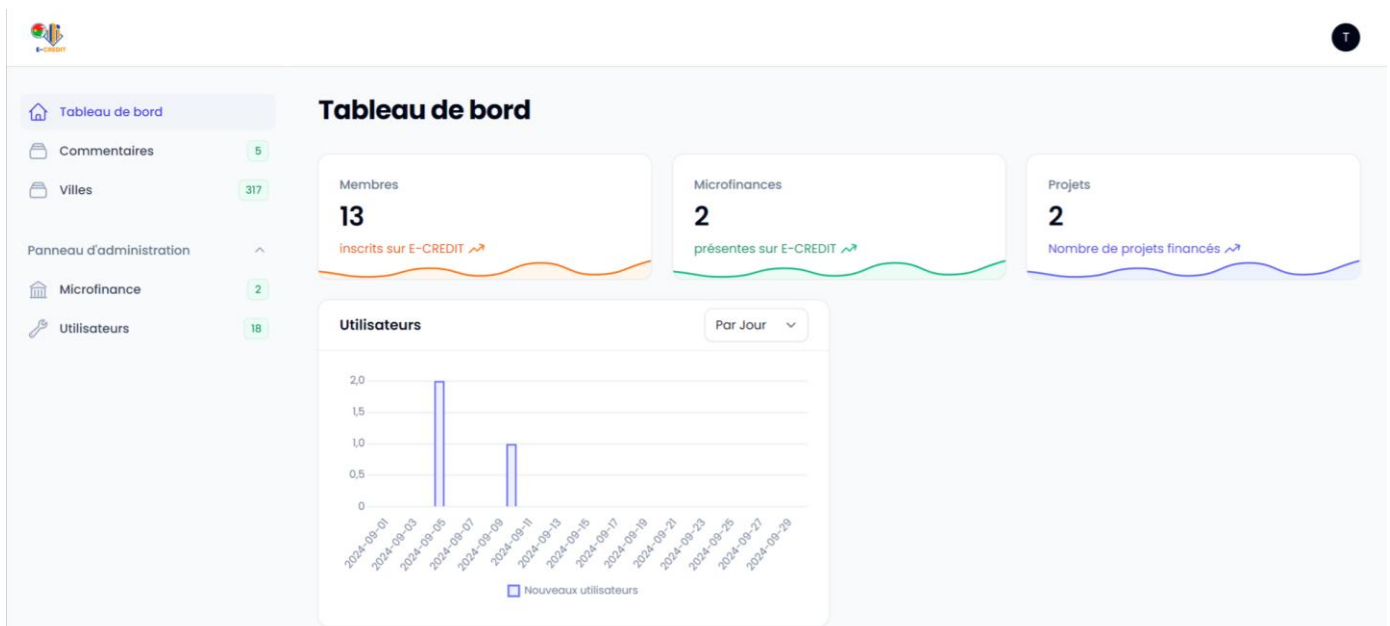 E-CREDIT
T
Tableau de bord
Commentaires 5
Villes 317
Panneau d'administration
Microfinance 2
Utilisateurs 18
Tableau de bord
Membres
13
inscrits sur E-CREDIT
Microfinances
2
présentes sur E-CREDIT
Projets
2
Nombre de projets financés
Utilisateurs
Par Jour
2,0
1,5
1,0
0,5
0
2024-09-01
2024-09-03
2024-09-05
2024-09-07
2024-09-09
2024-09-11
2024-09-13
2024-09-15
2024-09-17
2024-09-19
2024-09-21
2024-09-23
2024-09-25
2024-09-27
2024-09-29
Nouveaux utilisateurs